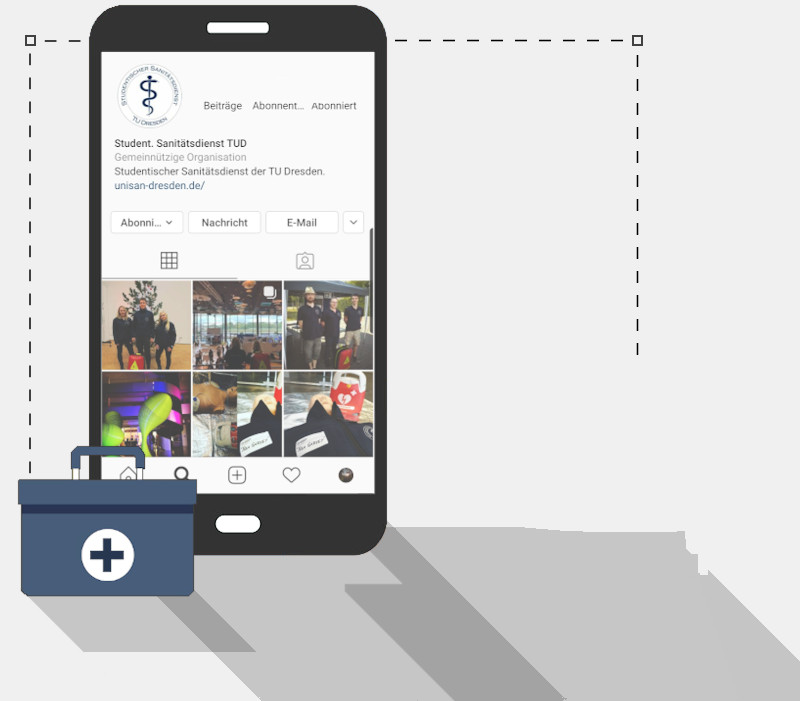 STUDENTISCHER SANITÄTSDIENST
TU DRESDEN
Beiträge Abonnent... Abonniert
Student. Sanitätsdienst TUD
Gemeinnützige Organisation
Studentischer Sanitätsdienst der TU Dresden.
unisan-dresden.de/
Abonni... Nachricht E-Mail